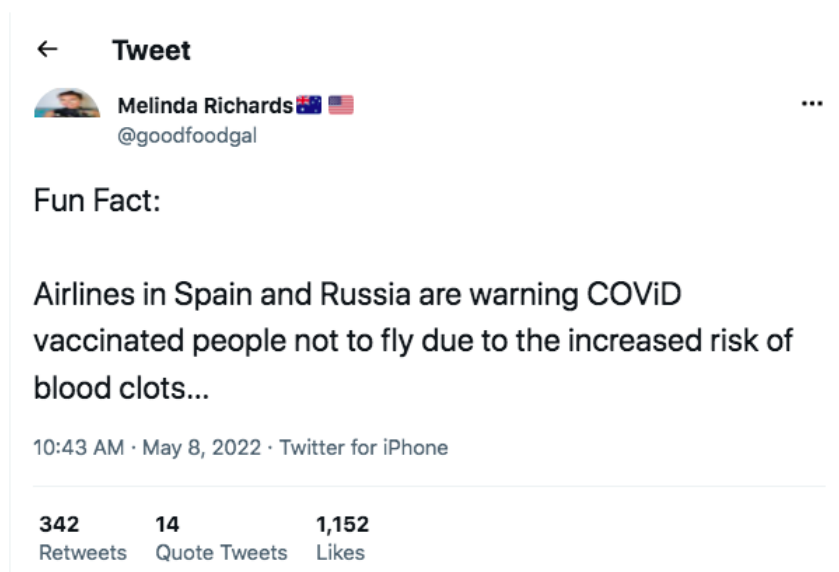 ← Tweet
Melinda Richards🇦🇺 🇺🇸
@goodfoodgal
...
Fun Fact:
Airlines in Spain and Russia are warning COViD
vaccinated people not to fly due to the increased risk of
blood clots...
10:43 AM · May 8, 2022 · Twitter for iPhone
342 14 1,152
Retweets Quote Tweets Likes